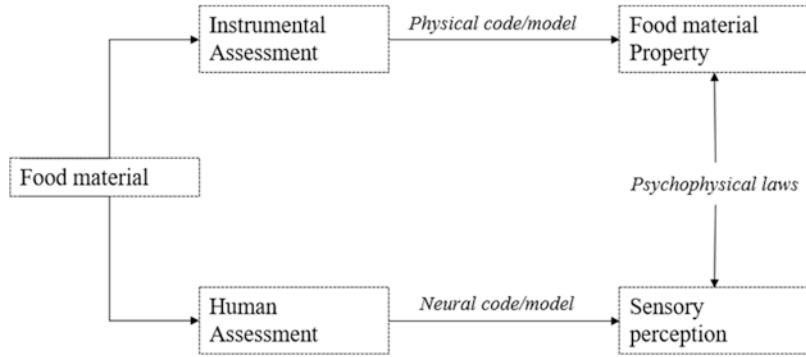 Instrumental
Assessment
Physical code/model
Food material
Property
Food material
Psychophysical laws
Human
Assessment
Neural code/model
Sensory
perception